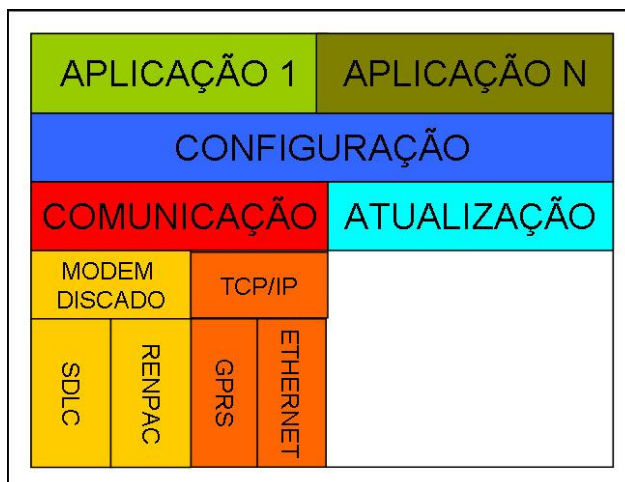 APLICAÇÃO 1
APLICAÇÃO N
CONFIGURAÇÃO
COMUNICAÇÃO
ATUALIZAÇÃO
MODEM
DISCADO
TCP/IP
SDLC
RENPAC
GPRS
ETHERNET